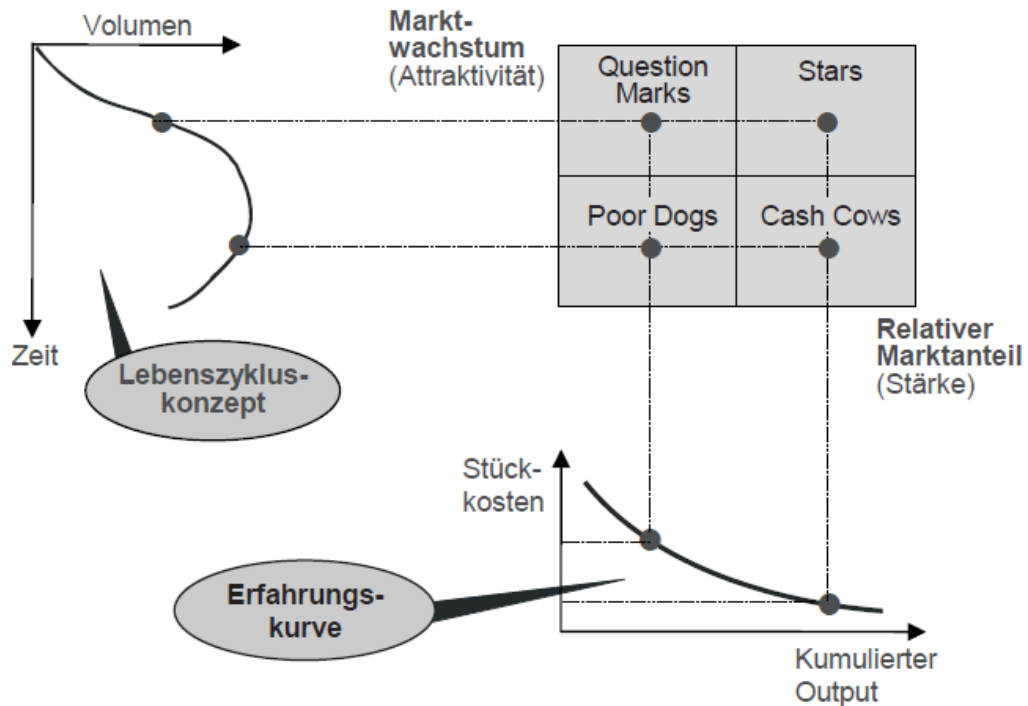 Volumen
Markt-
wachstum
(Attraktivität)
Question
Marks
Stars
Poor Dogs
Cash Cows
Zeit
Lebenszyklus-
konzept
Relativer
Marktanteil
(Stärke)
Stück-
kosten
Erfahrungs-
kurve
Kumulierter
Output